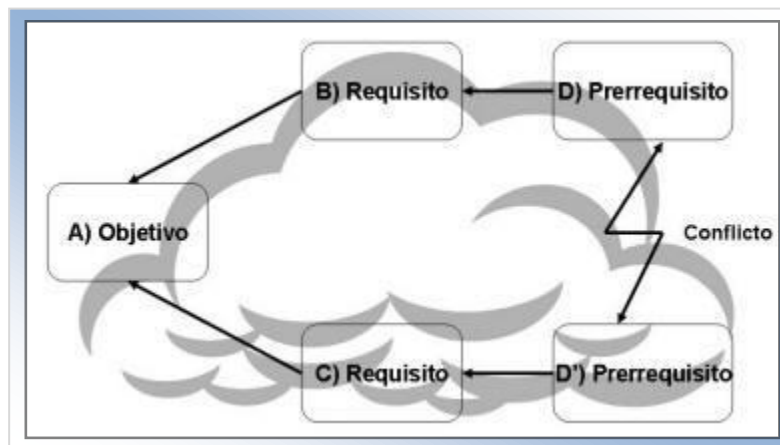 B) Requisito
D) Prerrequisito
A) Objetivo
Conflicto
C) Requisito
D') Prerrequisito